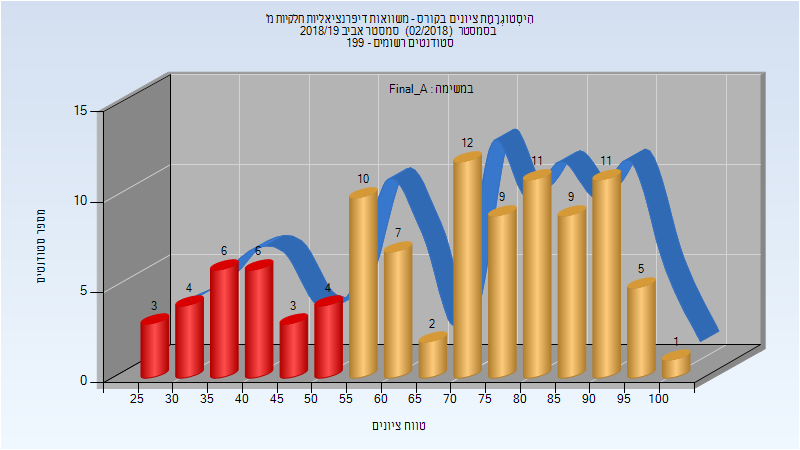 הִיסְטוֹגְרָמַת ציונים בקורס - משוואות דיפרנציאליות חלקיות מ'
בסמסטר  (02/2018)  סמסטר אביב 2018/19
סטודנטים רשומים - 199
במשימה : Final_A
מספר סטודנטים
15
10
5
0
3
4
6
6
3
4
10
7
2
12
9
11
9
11
5
1
25 30 35 40 45 50 55 60 65 70 75 80 85 90 95 100
טווח ציונים